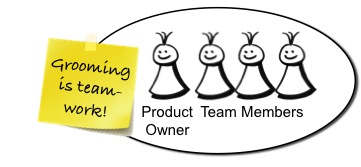 Grooming
is team-
work!
Product Team Members
Owner